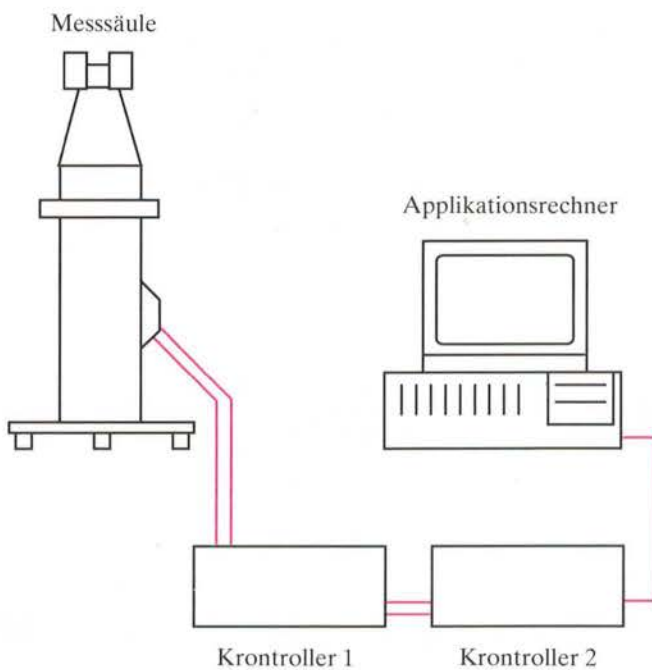 Messsäule
Applikationsrechner
Krontroller 1
Krontroller 2